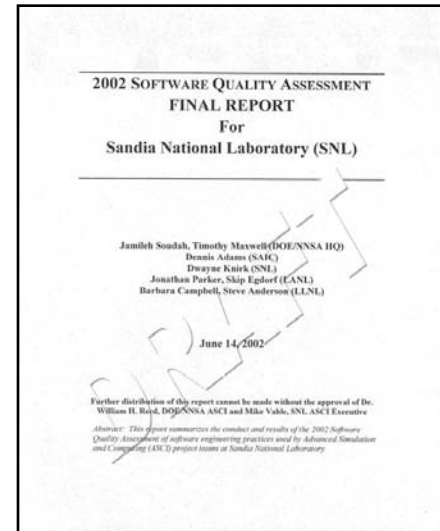 2002 SOFTWARE QUALITY ASSESSMENT
FINAL REPORT
For
Sandia National Laboratory (SNL)
Jamileh Soudah, Timothy Maxwell (DOE/NNSA HQ)
Dennis Adams (SAIC)
Dwayne Knirk (SNL)
Jonathan Parker, Skip Egdorf (LANL)
Barbara Campbell, Steve Anderson (LLNL)
June 14, 2002
DRAFT
Further distribution of this report cannot be made without the approval of Dr.
William H. Reed, DOE/NNSA ASCI and Mike Vahle, SNL ASCI Executive
Abstract: This report summarizes the conduct and results of the 2002 Software
Quality Assessment of software engineering practices used by Advanced Simulation
and Computing (ASCI) project teams at Sandia National Laboratory.